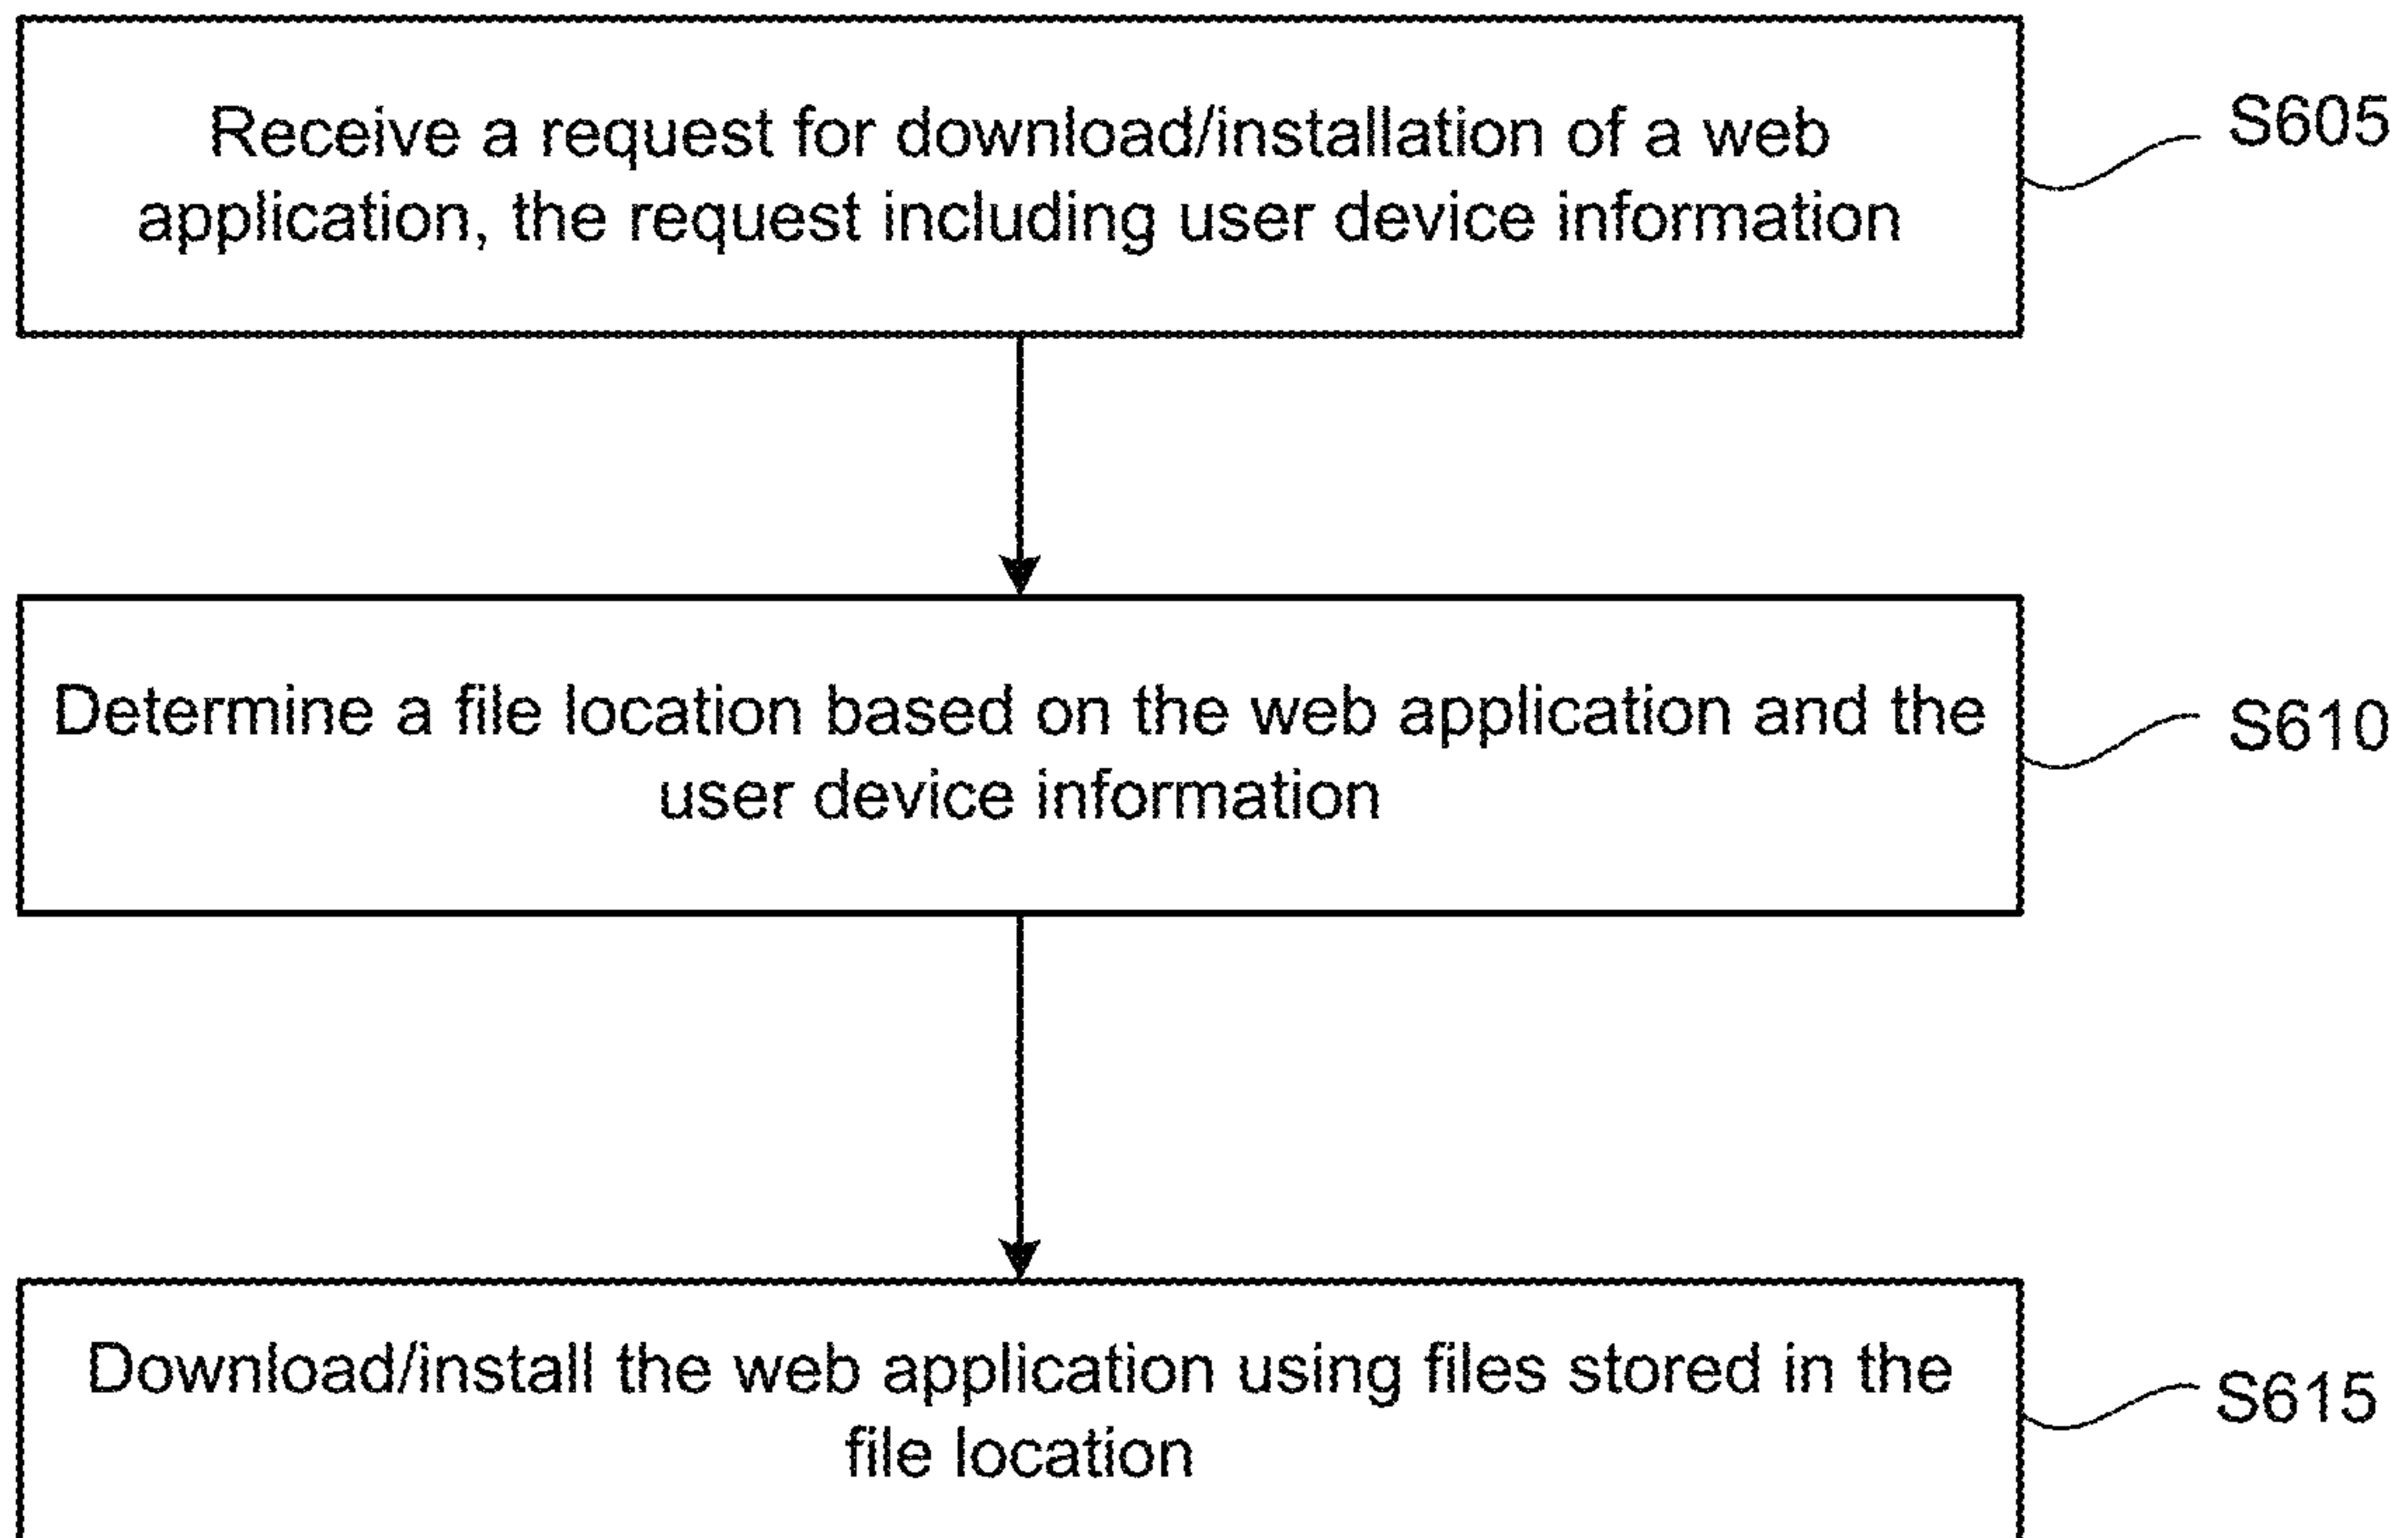 Receive a request for download/installation of a web
application, the request including user device information
S605
Determine a file location based on the web application and the
user device information
S610
Download/install the web application using files stored in the
file location
S615